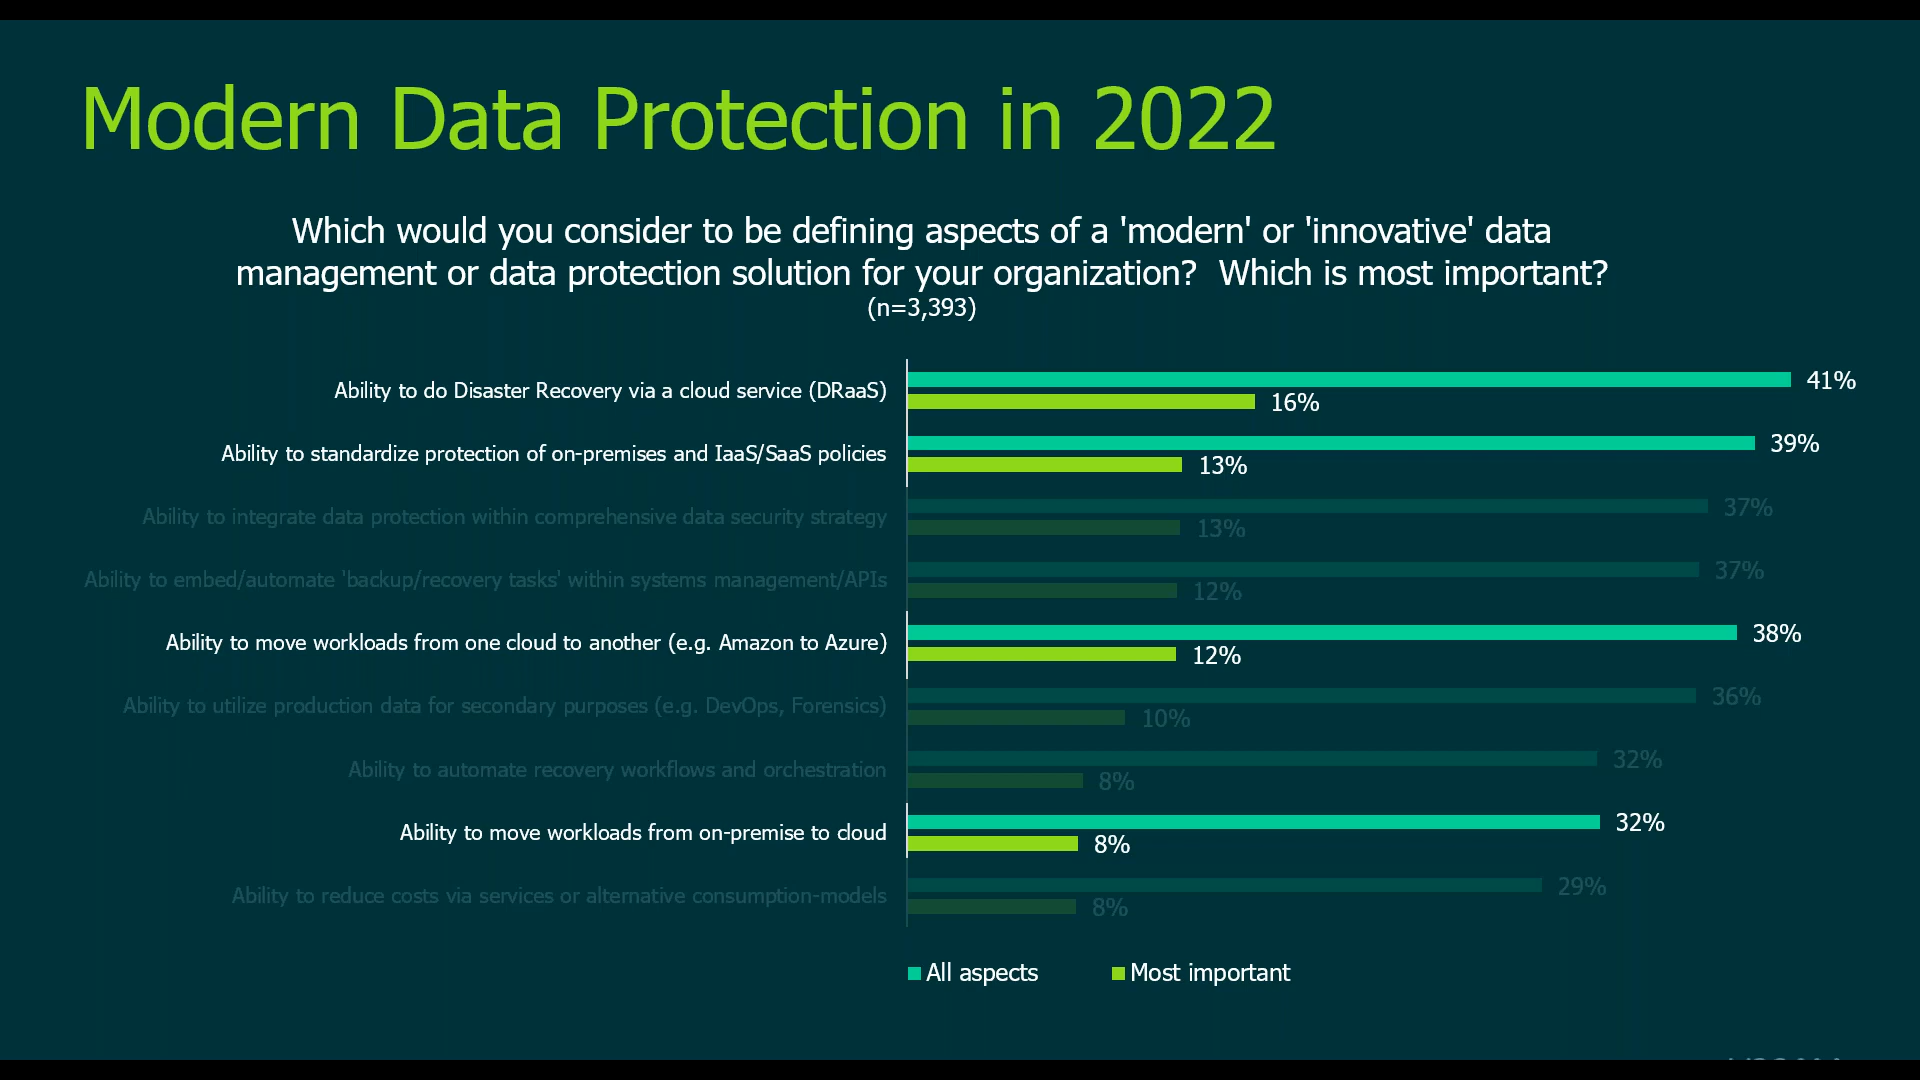 Modern Data Protection in 2022
Which would you consider to be defining aspects of a 'modern' or 'innovative' data
management or data protection solution for your organization?  Which is most important?
(n=3,393)
Ability to do Disaster Recovery via a cloud service (DRaaS)
41%
16%
Ability to standardize protection of on-premises and IaaS/SaaS policies
39%
13%
Ability to integrate data protection within comprehensive data security strategy
37%
13%
Ability to embed/automate 'backup/recovery tasks' within systems management/APIs
37%
12%
Ability to move workloads from one cloud to another (e.g. Amazon to Azure)
38%
12%
Ability to utilize production data for secondary purposes (e.g. DevOps, Forensics)
36%
10%
Ability to automate recovery workflows and orchestration
32%
8%
Ability to move workloads from on-premise to cloud
32%
8%
Ability to reduce costs via services or alternative consumption-models
29%
8%
All aspects
Most important